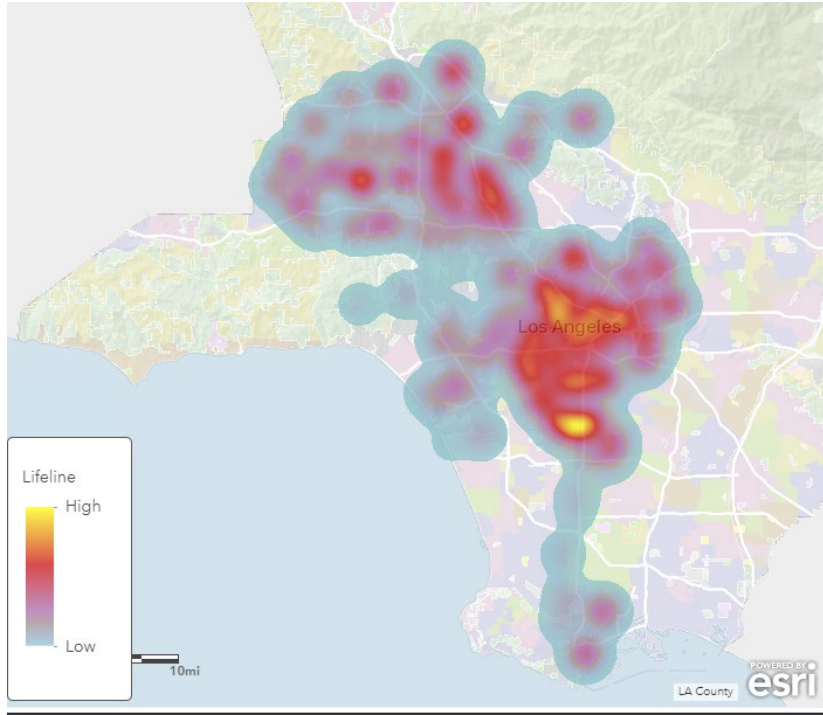 Los Angeles
Lifeline
High
Low
10mi
LA County
POWERED BY
esri